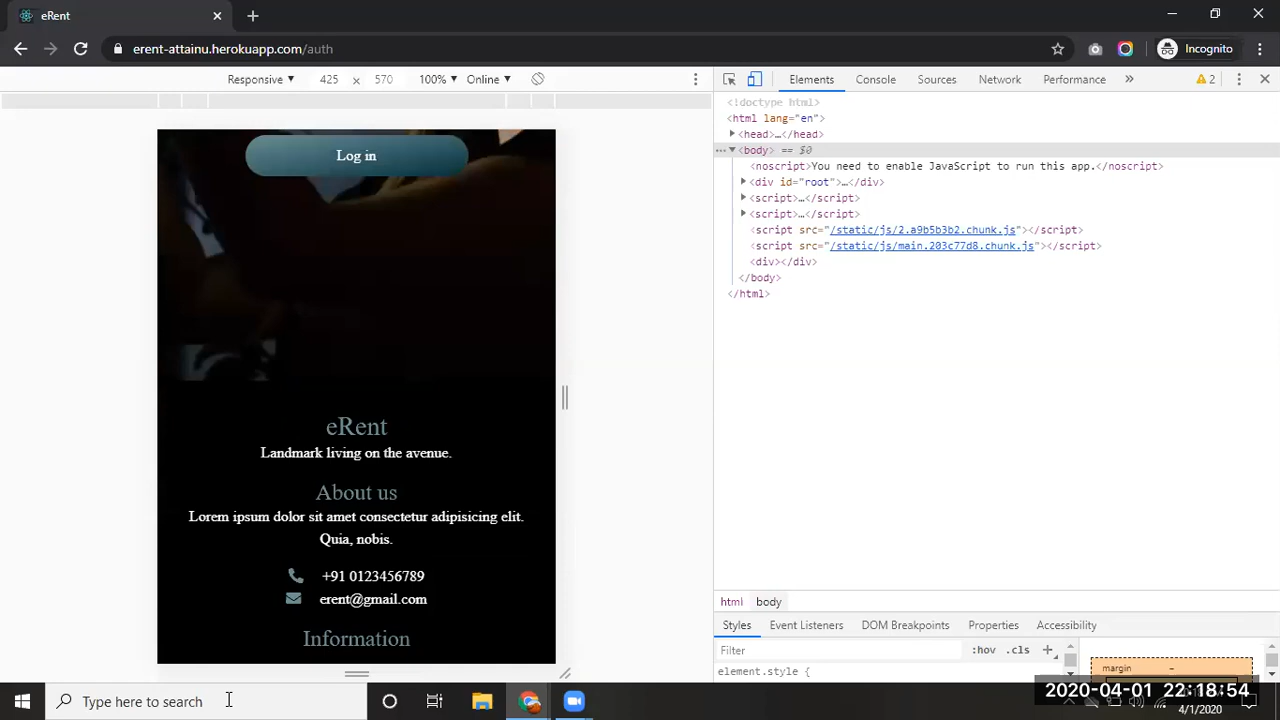 eRent
erent-attainu.herokuapp.com/auth
Incognito
Responsive 425 × 570 100% Online
Elements Console Sources Network Performance » 2
<!doctype html>
<html lang="en">
<head>…</head>
<body> == $0
<noscript>You need to enable JavaScript to run this app.</noscript>
<div id="root">…</div>
<script>…</script>
<script>…</script>
<script src="/static/js/2.a9b5b3b2.chunk.js"></script>
<script src="/static/js/main.203c77d8.chunk.js"></script>
<div></div>
</body>
</html>
Log in
eRent
Landmark living on the avenue.
About us
Lorem ipsum dolor sit amet consectetur adipisicing elit.
Quia, nobis.
+91 0123456789
erent@gmail.com
Information
html body
Styles Event Listeners DOM Breakpoints Properties Accessibility
Filter :hov .cls +
element.style {
margin –
Type here to search
2020-04-01 22:18:54
4/1/2020